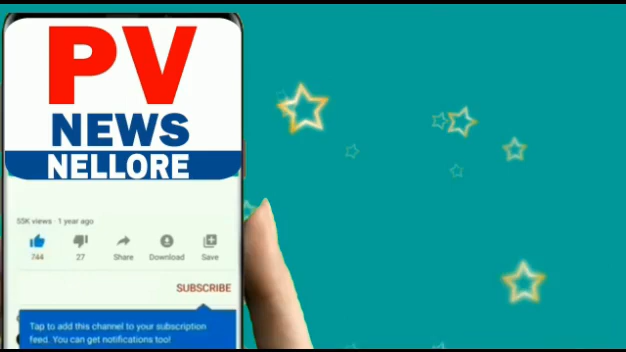 PV
NEWS
NELLORE
55K views · 1 year ago
744
27
Share
Download
Save
SUBSCRIBE
Tap to add this channel to your subscription
feed. You can get notifications too!